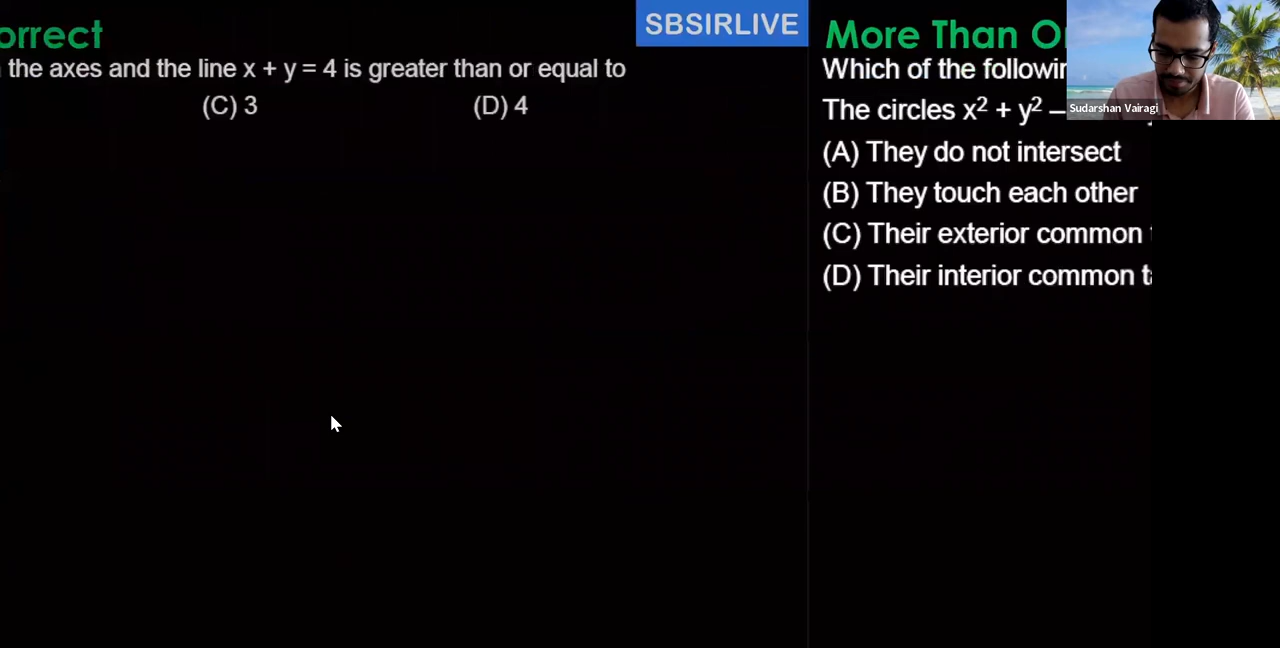 orrect
the axes and the line x + y = 4 is greater than or equal to
(C) 3 (D) 4
SBSIRLIVE
More Than
Which of the
The circles x² + y² –
(A) They do not intersect
(B) They touch each other
(C) Their exterior common
(D) Their interior common
Sudarshan Vairagi